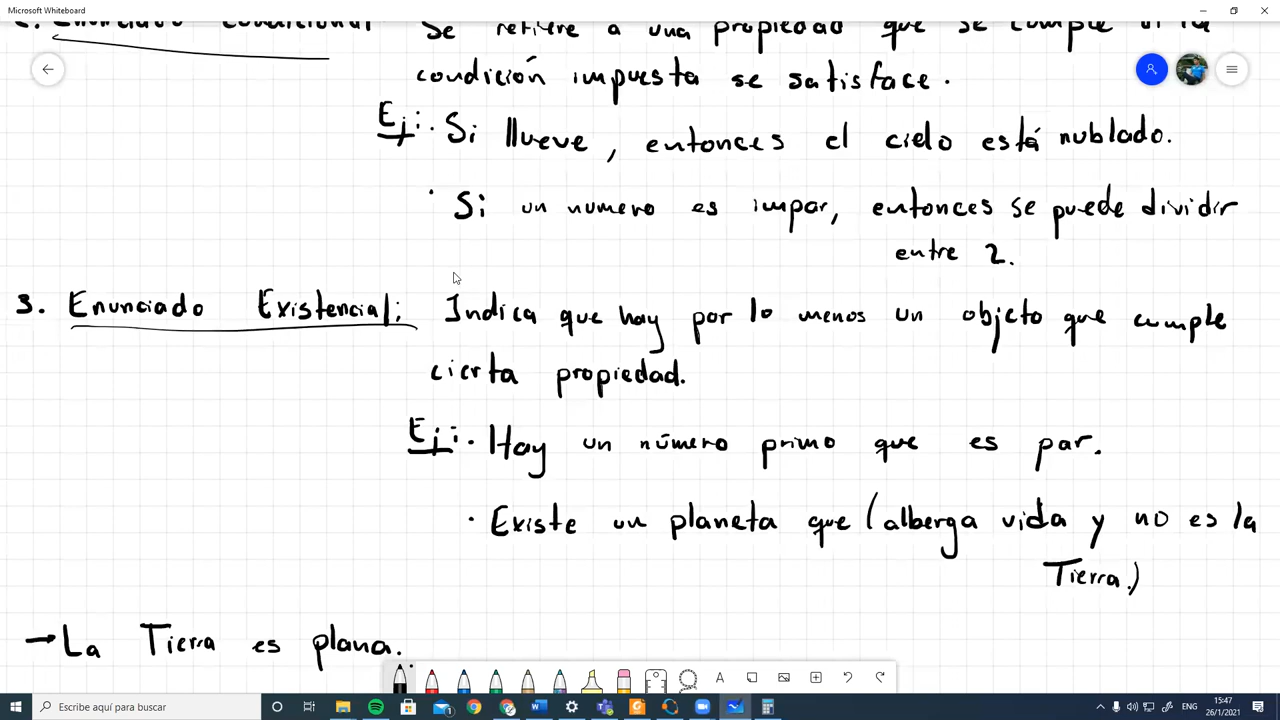 Microsoft Whiteboard
2. Enunciado Condicional
Se refiere a una propiedad que se cumple si la
condición impuesta se satisface.
Ej: · Si llueve, entonces el cielo está nublado.
· Si un numero es impar, entonces se puede dividir
entre 2.
3. Enunciado Existencial: Indica que hay por lo menos un objeto que cumple
cierta propiedad.
Ej: · Hay un número primo que es par.
· Existe un planeta que (alberga vida y no es la
Tierra.)
→ La Tierra es plana.
Escribe aquí para buscar
ENG
15:47
26/1/2021